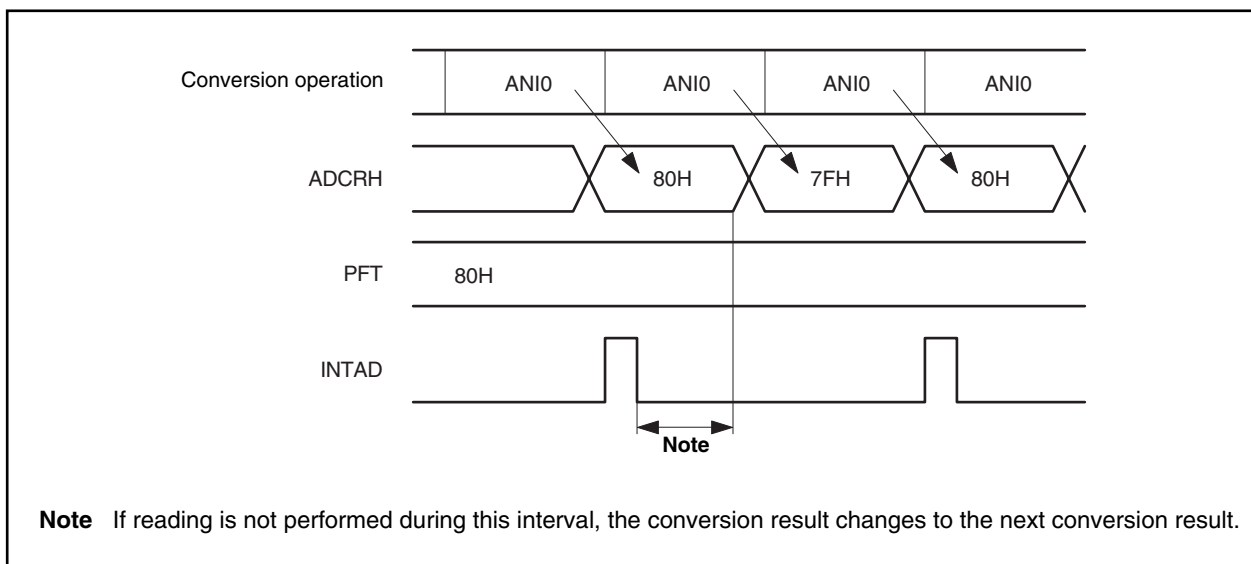 Conversion operation ANI0 ANI0 ANI0 ANI0
ADCRH 80H 7FH 80H
PFT 80H
INTAD
Note
Note If reading is not performed during this interval, the conversion result changes to the next conversion result.